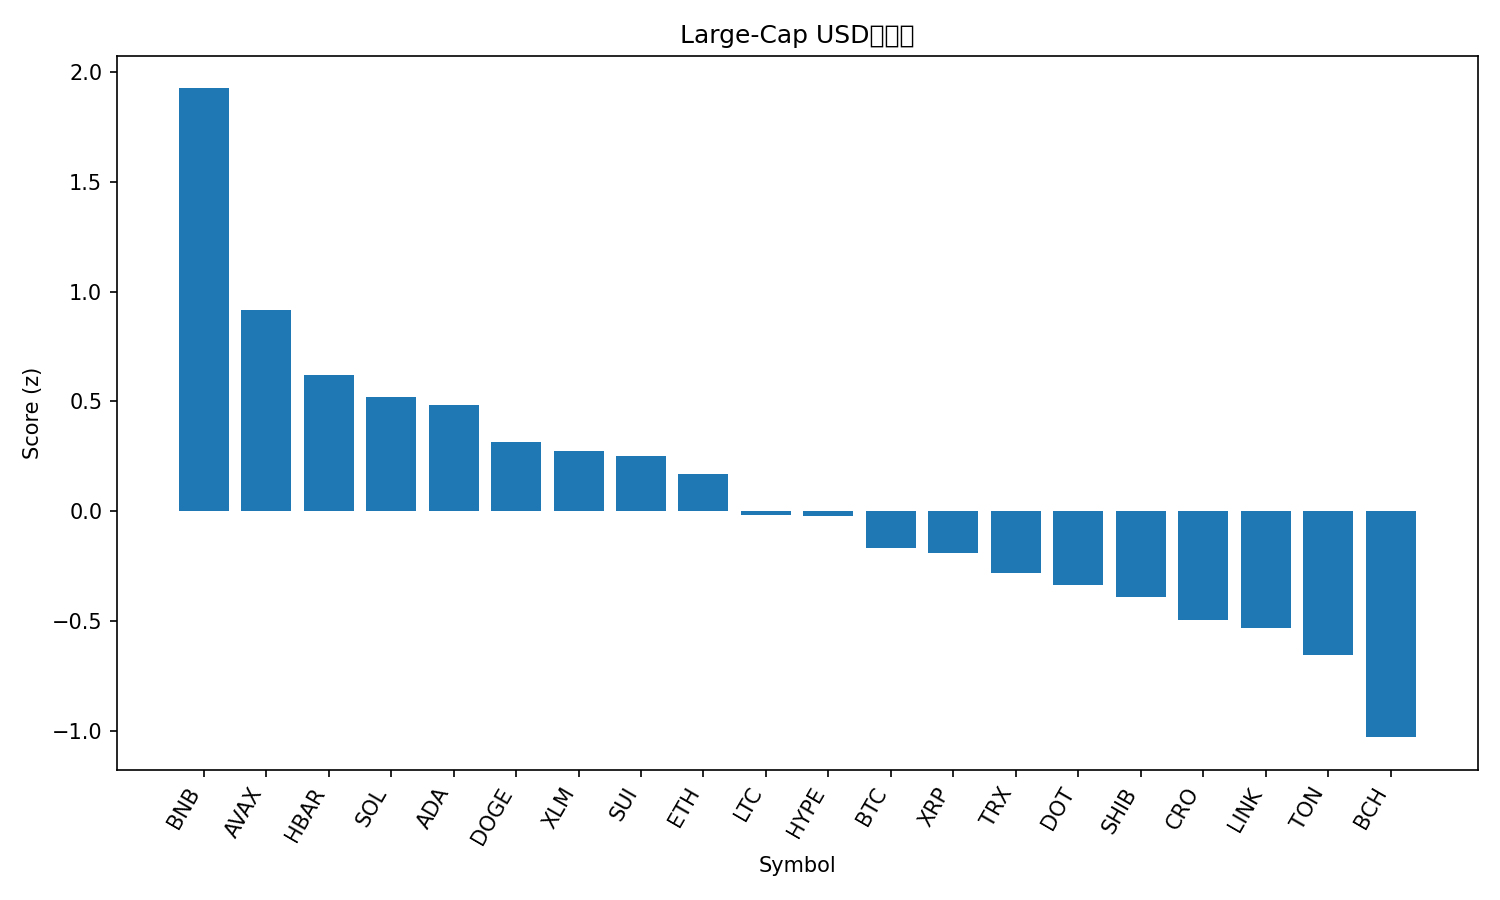 Large-Cap USD
2.0
1.5
1.0
0.5
0.0
−0.5
−1.0
Score (z)
BNB
AVAX
HBAR
SOL
ADA
DOGE
XLM
SUI
ETH
LTC
HYPE
BTC
XRP
TRX
DOT
SHIB
CRO
LINK
TON
BCH
Symbol